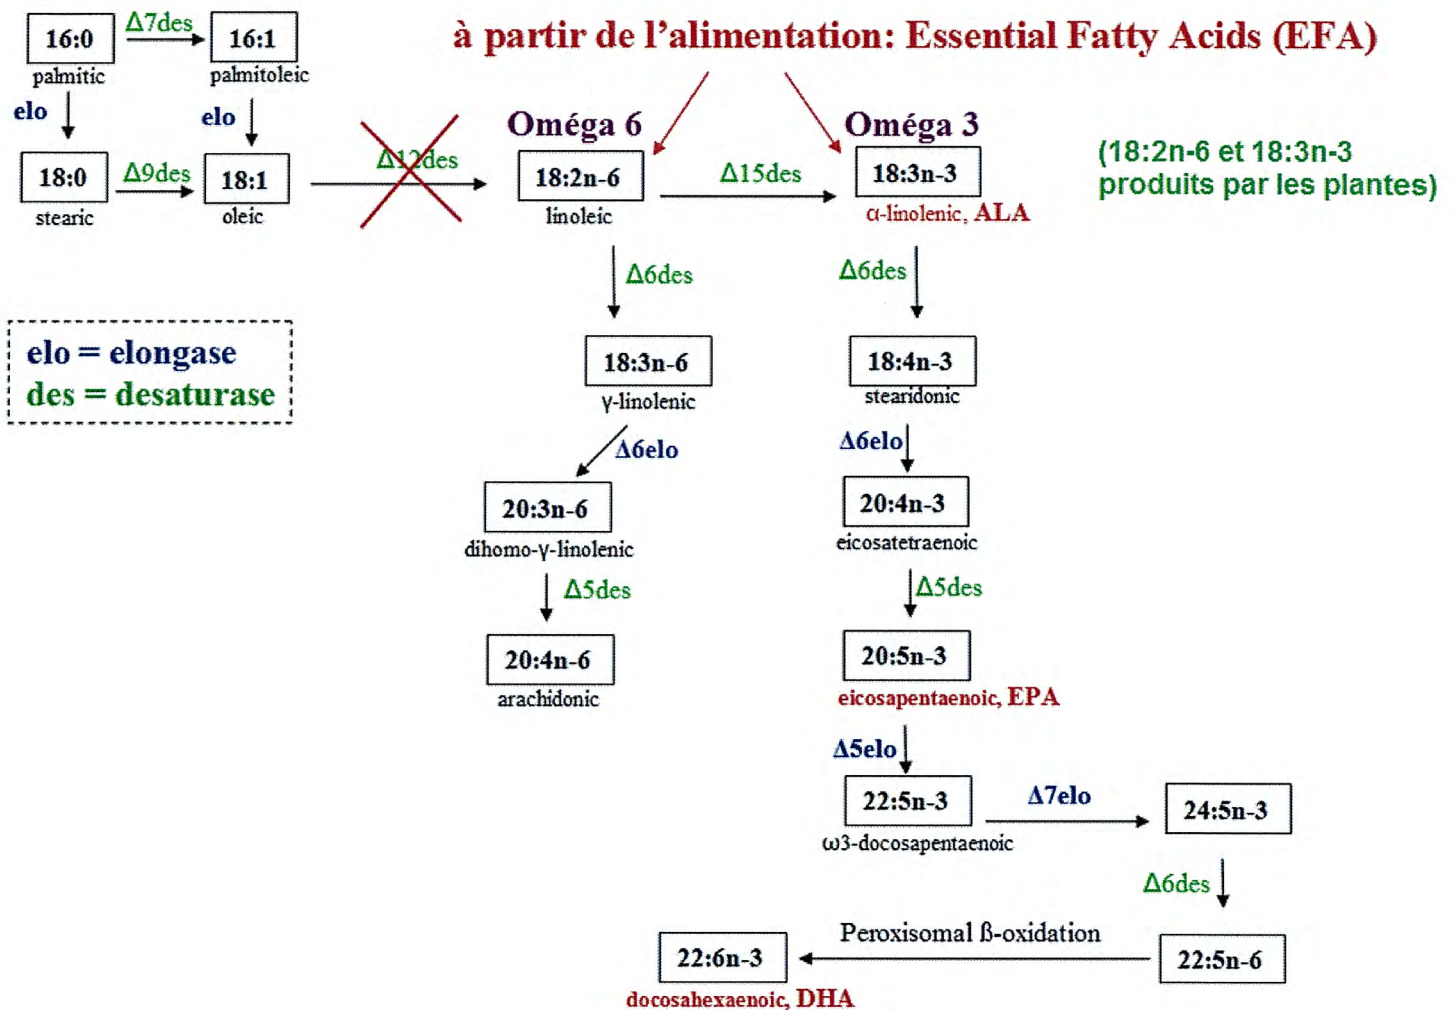 à partir de l'alimentation: Essential Fatty Acids (EFA)
16:0
Δ7des
16:1
palmitic
palmitoleic
elo
elo
18:0
Δ9des
18:1
stearic
oleic
Δ12des
Oméga 6
18:2n-6
linoleic
Δ15des
Oméga 3
18:3n-3
α-linolenic, ALA
(18:2n-6 et 18:3n-3
produits par les plantes)
elo = elongase
des = desaturase
Δ6des
18:3n-6
γ-linolenic
Δ6elo
20:3n-6
dihomo-γ-linolenic
Δ5des
20:4n-6
arachidonic
Δ6des
18:4n-3
stearidonic
Δ6elo
20:4n-3
eicosatetraenoic
Δ5des
20:5n-3
eicosapentaenoic, EPA
Δ5elo
22:5n-3
ω3-docosapentaenoic
Δ7elo
24:5n-3
Δ6des
22:5n-6
Peroxisomal ß-oxidation
22:6n-3
docosahexaenoic, DHA